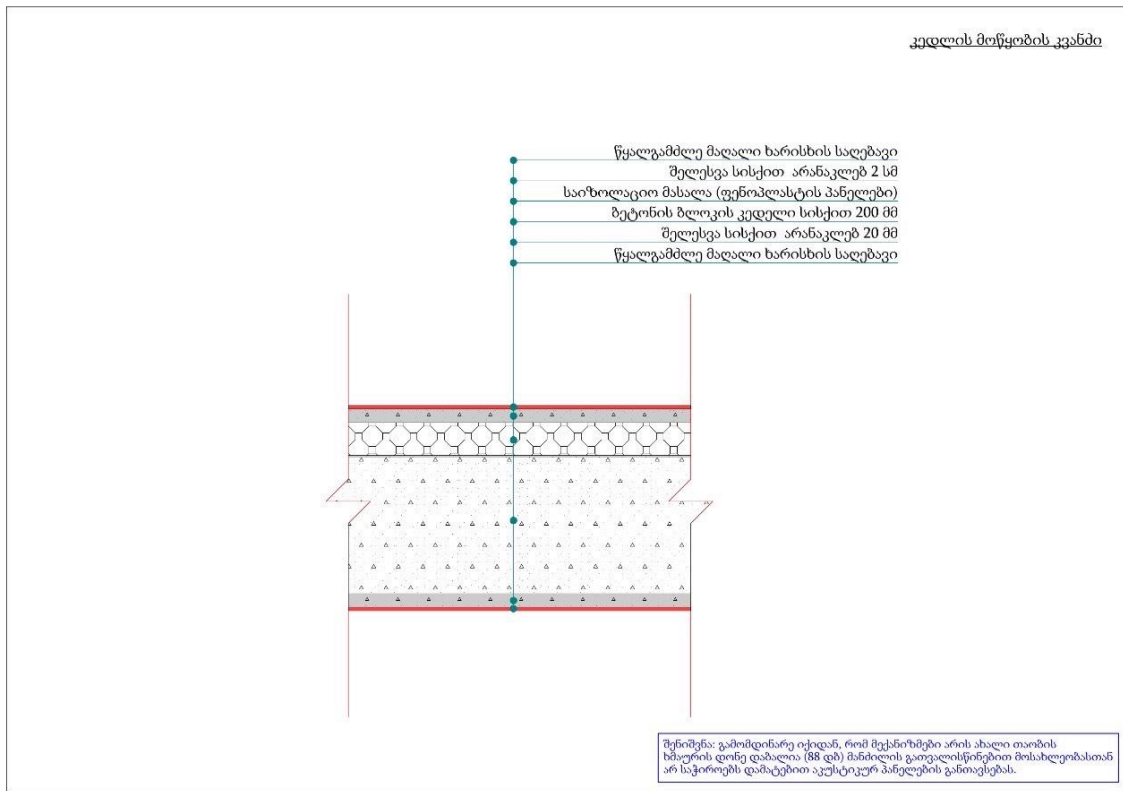 კედლის მოწყობის კვანძი
წყალგამძლე მაღალი ხარისხის საღებავი
შელესვა სისქით არანაკლებ 2 სმ
საიზოლაციო მასალა (ფენოპლასტის პანელები)
ბეტონის ბლოკის კედელი სისქით 200 მმ
შელესვა სისქით არანაკლებ 20 მმ
წყალგამძლე მაღალი ხარისხის საღებავი
შენიშვნა: გამომდინარე იქიდან, რომ მექანიზმები არის ახალი თაობის
ხმაურის დონე დაბალია (88 დბ) მანძილის გათვალისწინებით მოსახლეობასთან
არ საჭიროებს დამატებით აკუსტიკურ პანელების განთავსებას.